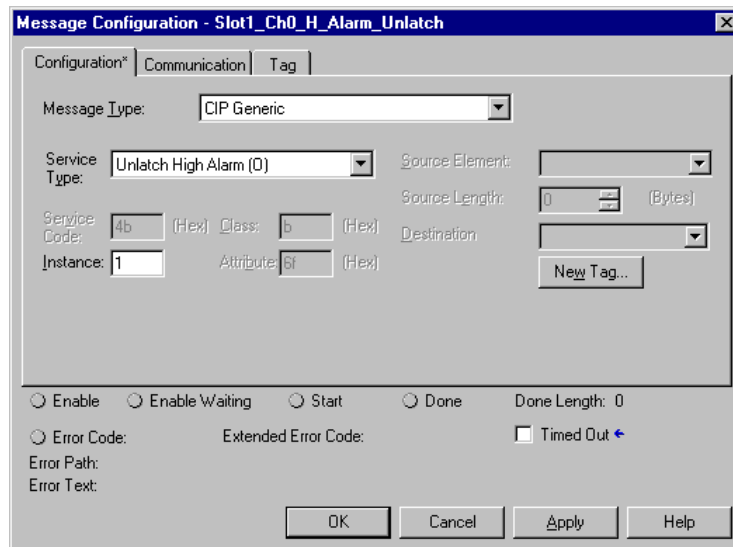 Message Configuration - Slot1_Ch0_H_Alarm_Unlatch
Configuration* Communication Tag
Message Type: CIP Generic
Service Type: Unlatch High Alarm (O)
Source Element:
Source Length: 0 (Bytes)
Service Code: 4b (Hex) Class: b (Hex)
Destination
Instance: 1 Attribute: 6f (Hex)
New Tag...
Enable Enable Waiting Start Done Done Length: 0
Error Code: Extended Error Code: Timed Out
Error Path:
Error Text:
OK Cancel Apply Help